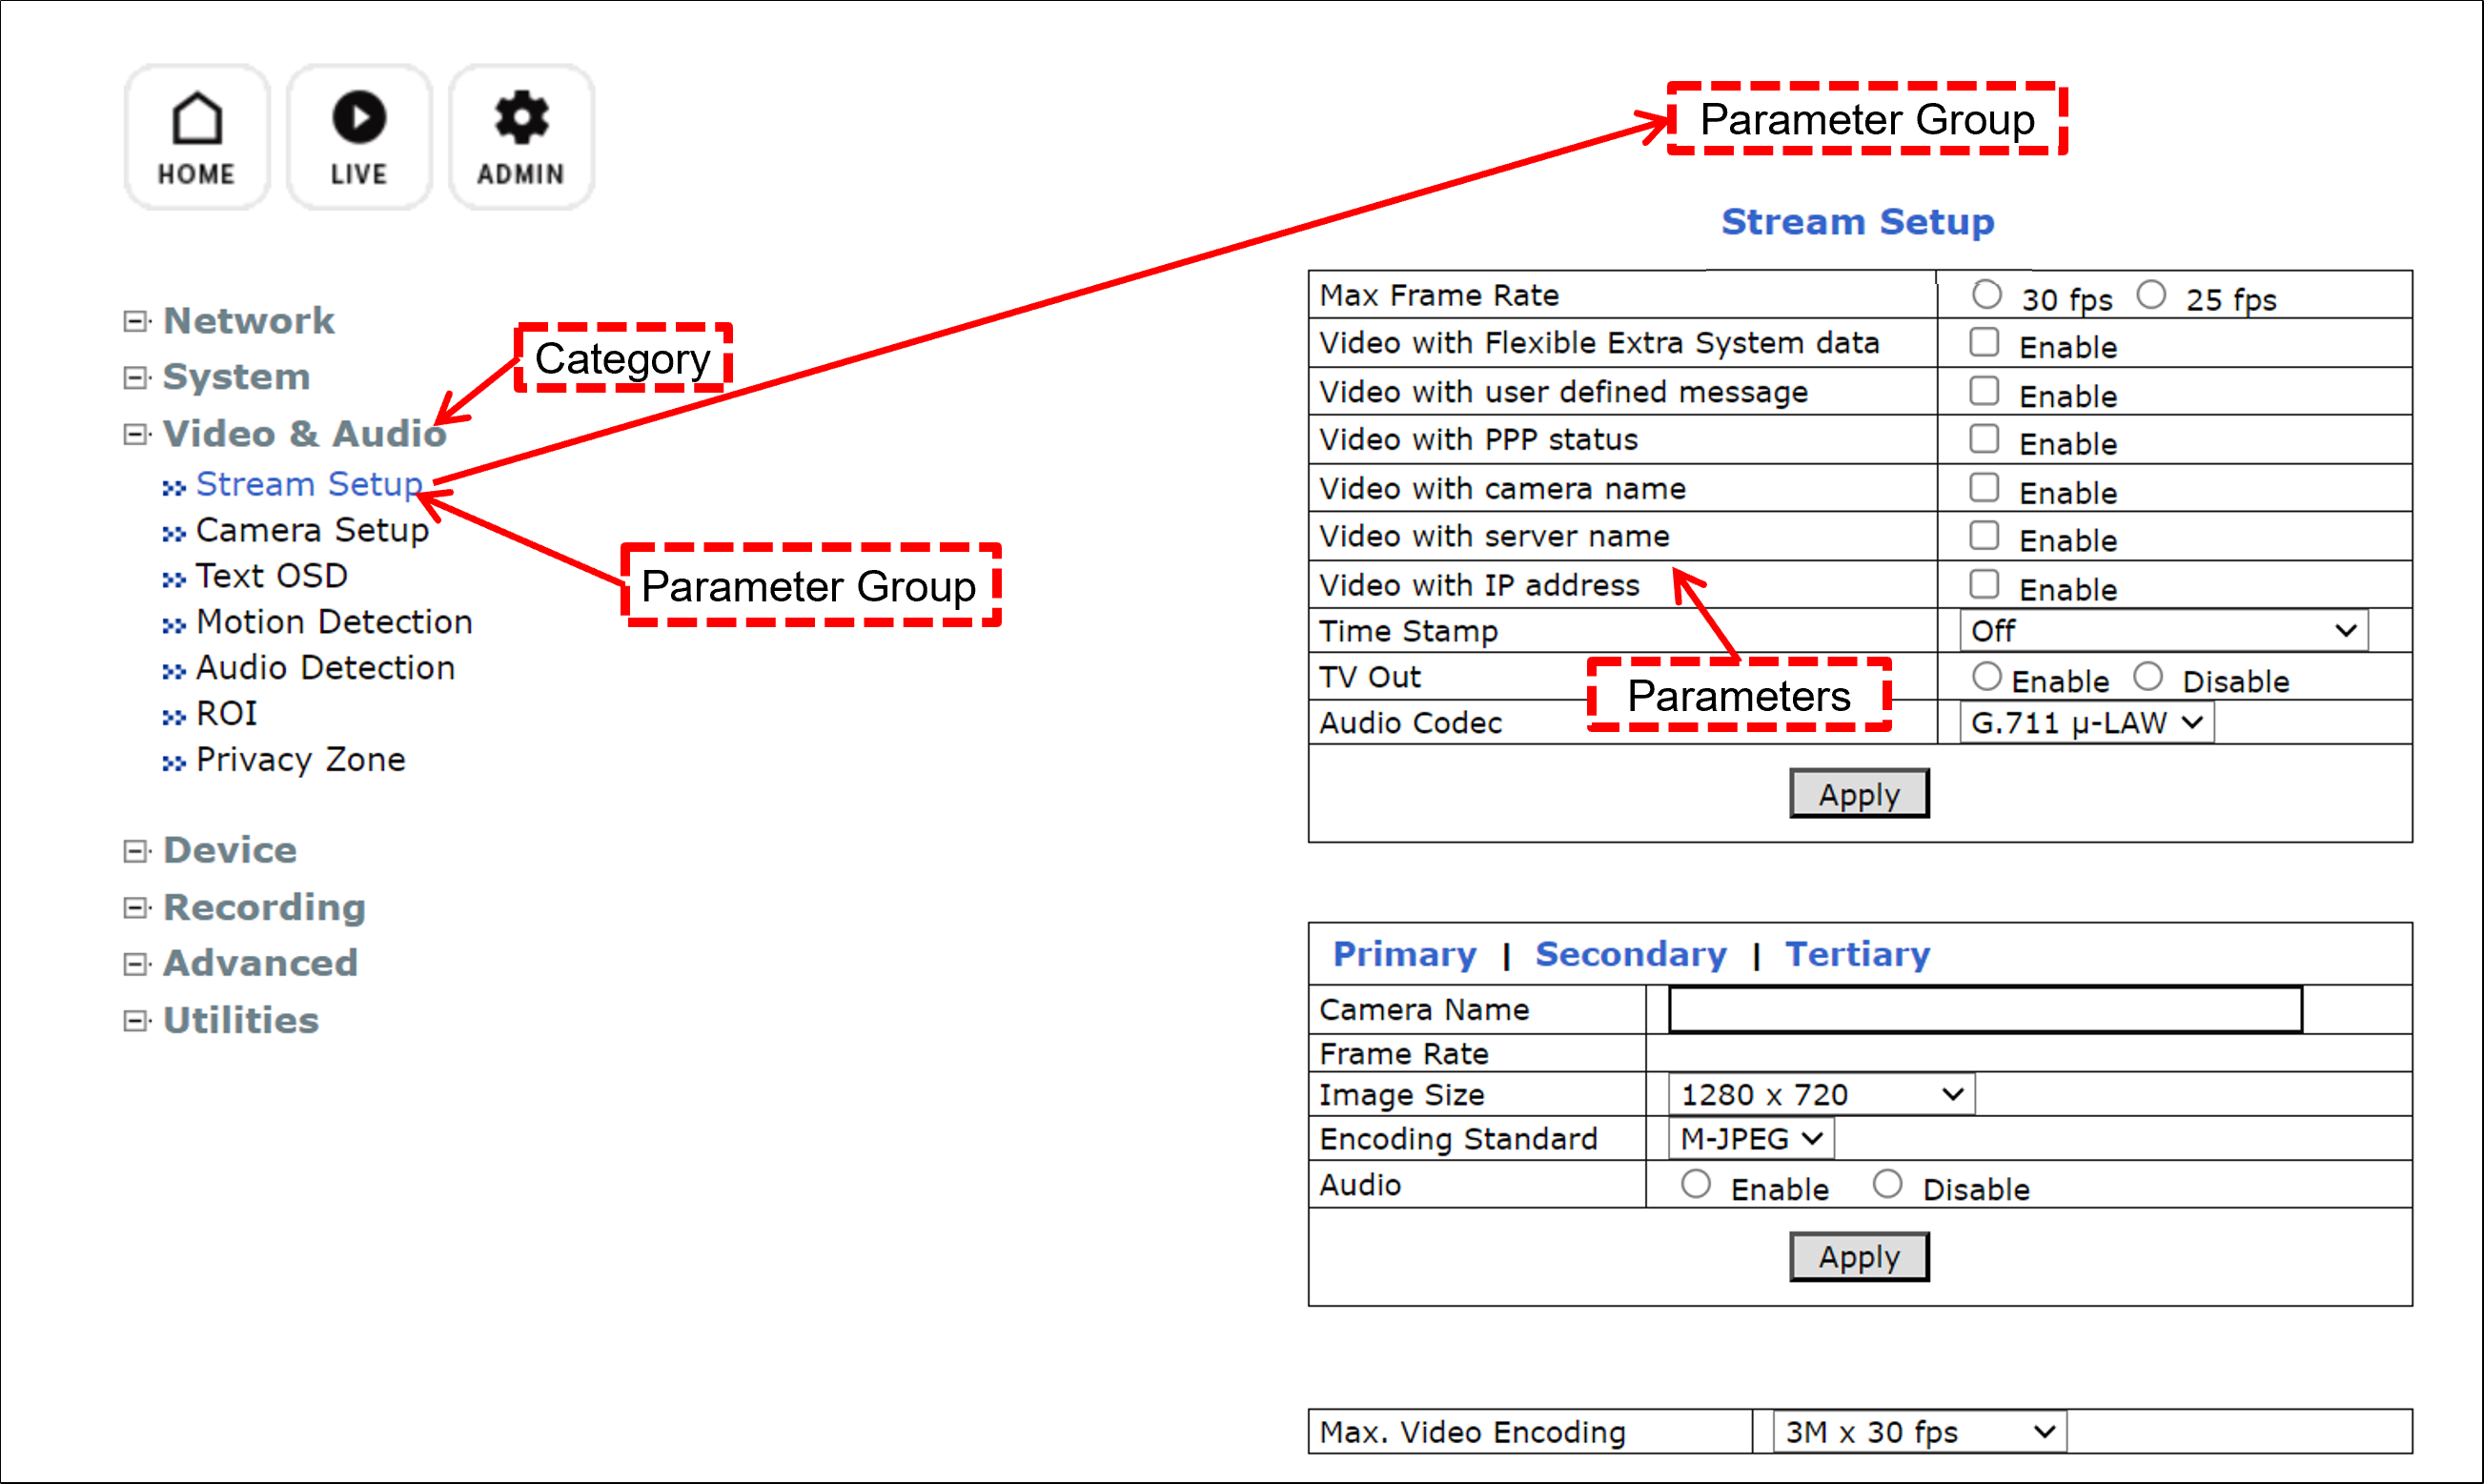 HOME LIVE ADMIN
Parameter Group
Stream Setup
Network
System
Category
Video & Audio
Stream Setup
Camera Setup
Text OSD
Motion Detection
Audio Detection
ROI
Privacy Zone
Parameter Group
Device
Recording
Advanced
Utilities
Max Frame Rate 30 fps 25 fps
Video with Flexible Extra System data Enable
Video with user defined message Enable
Video with PPP status Enable
Video with camera name Enable
Video with server name Enable
Video with IP address Enable
Time Stamp Off
TV Out Enable Disable
Parameters
Audio Codec G.711 µ-LAW
Apply
Primary | Secondary | Tertiary
Camera Name
Frame Rate
Image Size 1280 x 720
Encoding Standard M-JPEG
Audio Enable Disable
Apply
Max. Video Encoding 3M x 30 fps